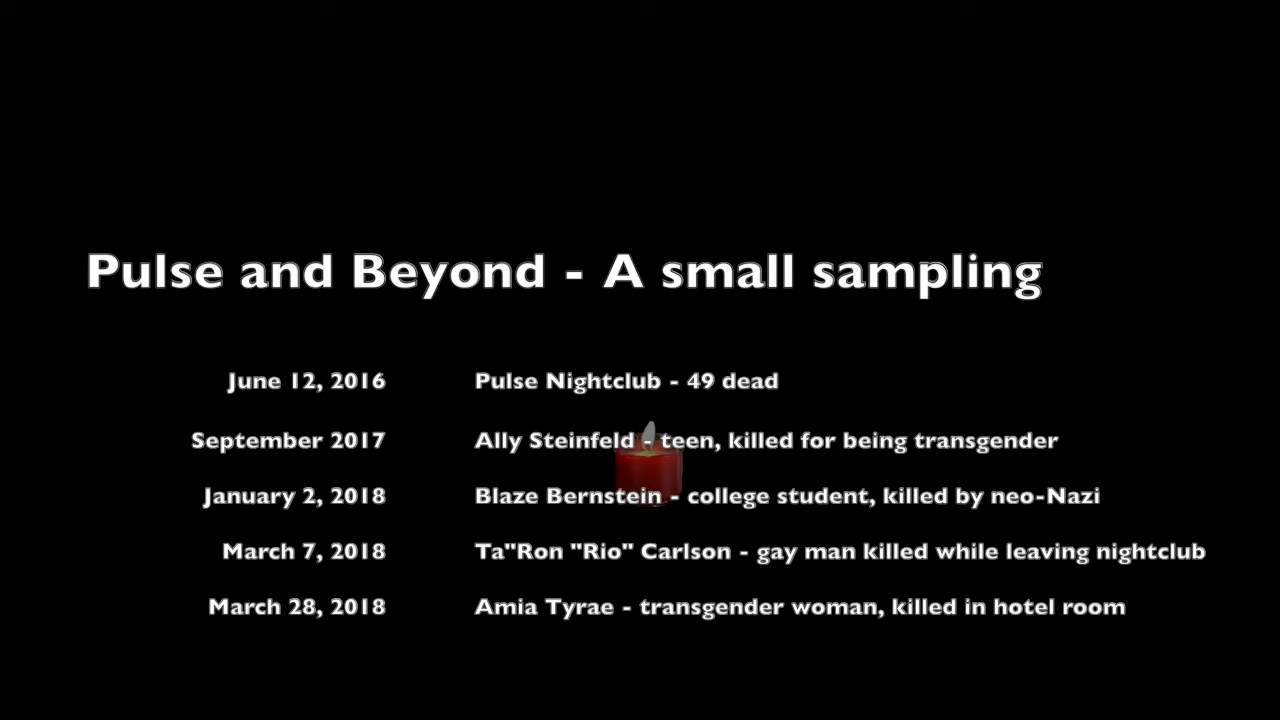 Pulse and Beyond - A small sampling
June 12, 2016 Pulse Nightclub - 49 dead
September 2017 Ally Steinfeld - teen, killed for being transgender
January 2, 2018 Blaze Bernstein - college student, killed by neo-Nazi
March 7, 2018 Ta"Ron "Rio" Carlson - gay man killed while leaving nightclub
March 28, 2018 Amia Tyrae - transgender woman, killed in hotel room